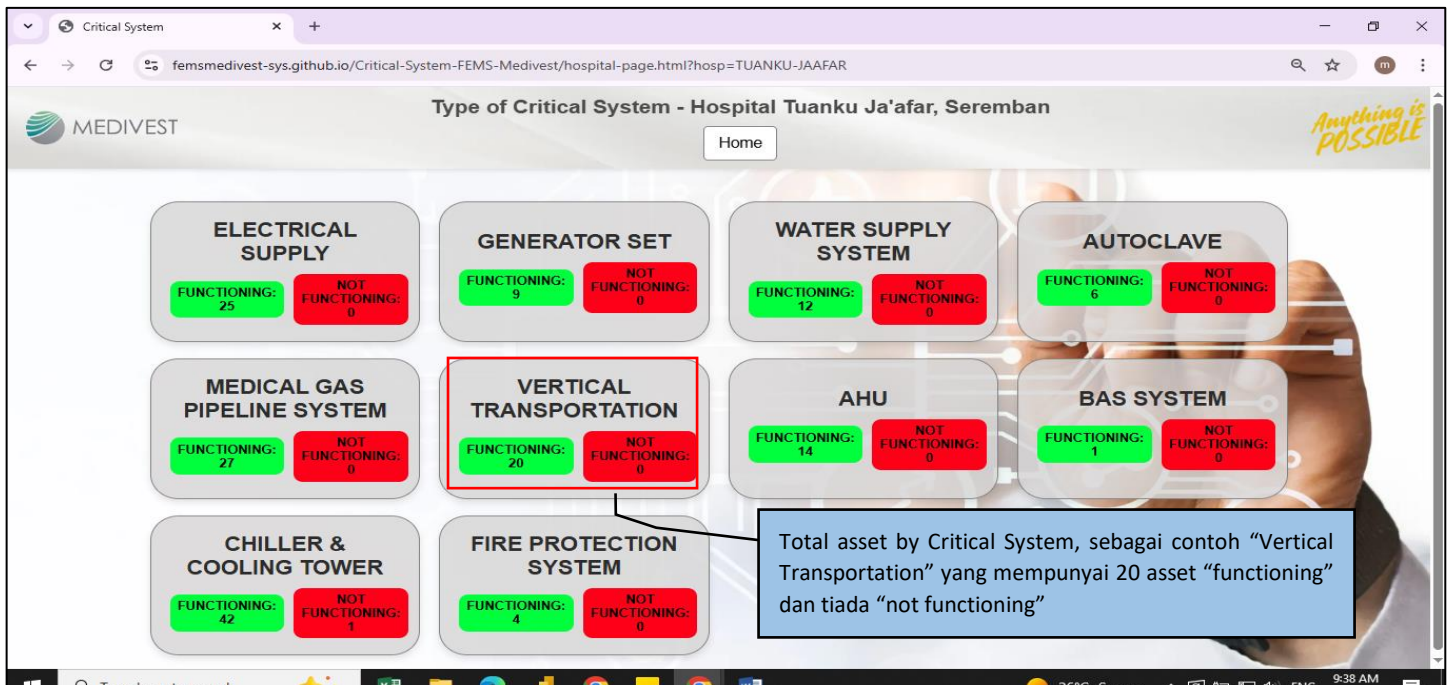 Critical System
femsmedivest-sys.github.io/Critical-System-FEMS-Medivest/hospital-page.html?hosp=TUANKU-JAAFAR
m
MEDIVEST
Type of Critical System - Hospital Tuanku Ja'afar, Seremban
Home
Anything is
POSSIBLE
ELECTRICAL
SUPPLY
FUNCTIONING:
25
NOT
FUNCTIONING:
0
GENERATOR SET
FUNCTIONING:
9
NOT
FUNCTIONING:
0
WATER SUPPLY
SYSTEM
FUNCTIONING:
12
NOT
FUNCTIONING:
0
AUTOCLAVE
FUNCTIONING:
6
NOT
FUNCTIONING:
0
MEDICAL GAS
PIPELINE SYSTEM
FUNCTIONING:
27
NOT
FUNCTIONING:
0
VERTICAL
TRANSPORTATION
FUNCTIONING:
20
NOT
FUNCTIONING:
0
AHU
FUNCTIONING:
14
NOT
FUNCTIONING:
0
BAS SYSTEM
FUNCTIONING:
1
NOT
FUNCTIONING:
0
CHILLER &
COOLING TOWER
FUNCTIONING:
42
NOT
FUNCTIONING:
1
FIRE PROTECTION
SYSTEM
FUNCTIONING:
4
NOT
FUNCTIONING:
0
Total asset by Critical System, sebagai contoh “Vertical
Transportation” yang mempunyai 20 asset “functioning”
dan tiada “not functioning”
9:38 AM